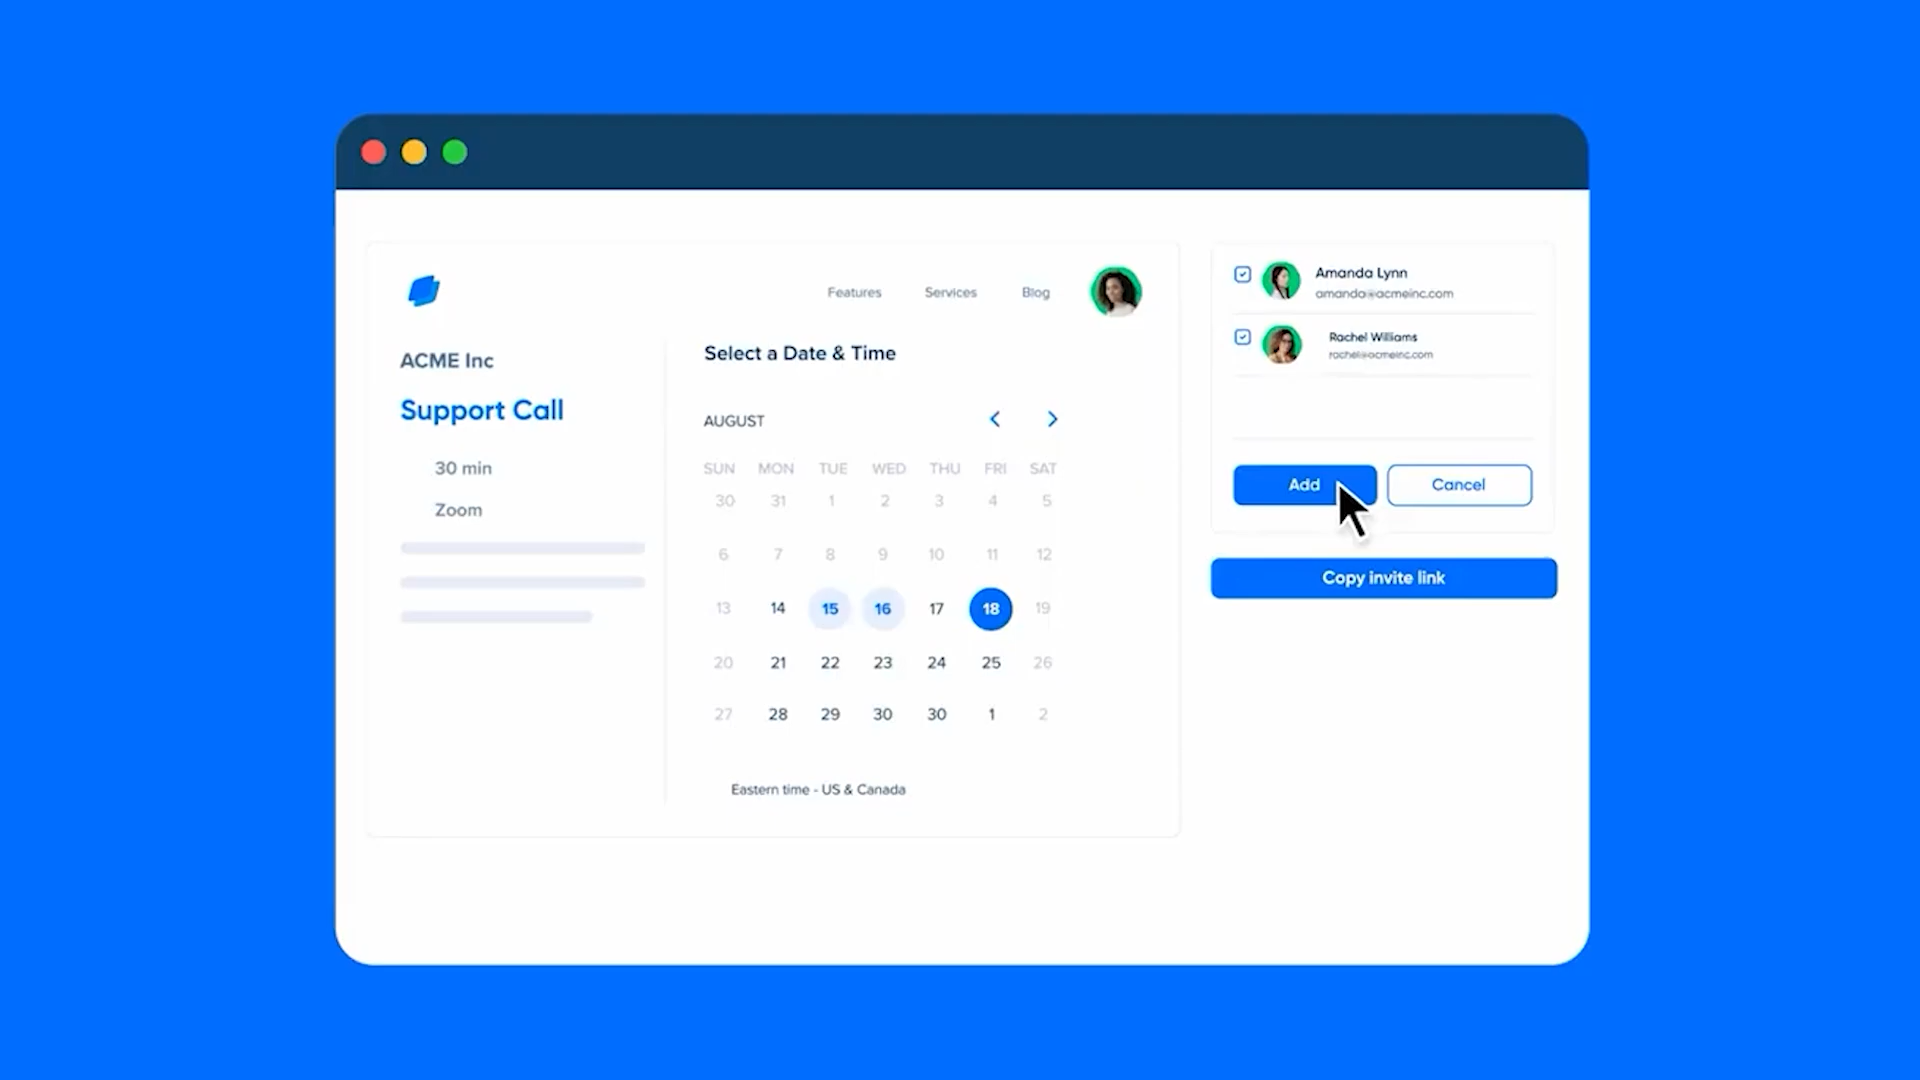 Features Services Blog
ACME Inc
Support Call
30 min
Zoom
Select a Date & Time
AUGUST
SUN MON TUE WED THU FRI SAT
30 31 1 2 3 4 5
6 7 8 9 10 11 12
13 14 15 16 17 18 19
20 21 22 23 24 25 26
27 28 29 30 30 1 2
Eastern time - US & Canada
Amanda Lynn
amanda@acmeinc.com
Rachel Williams
rachel@acmeinc.com
Add Cancel
Copy invite link